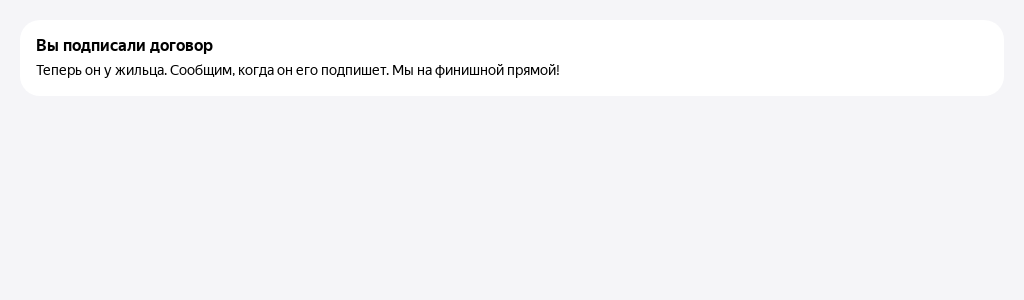 Вы подписали договор
Теперь он у жильца. Сообщим, когда он его подпишет. Мы на финишной прямой!